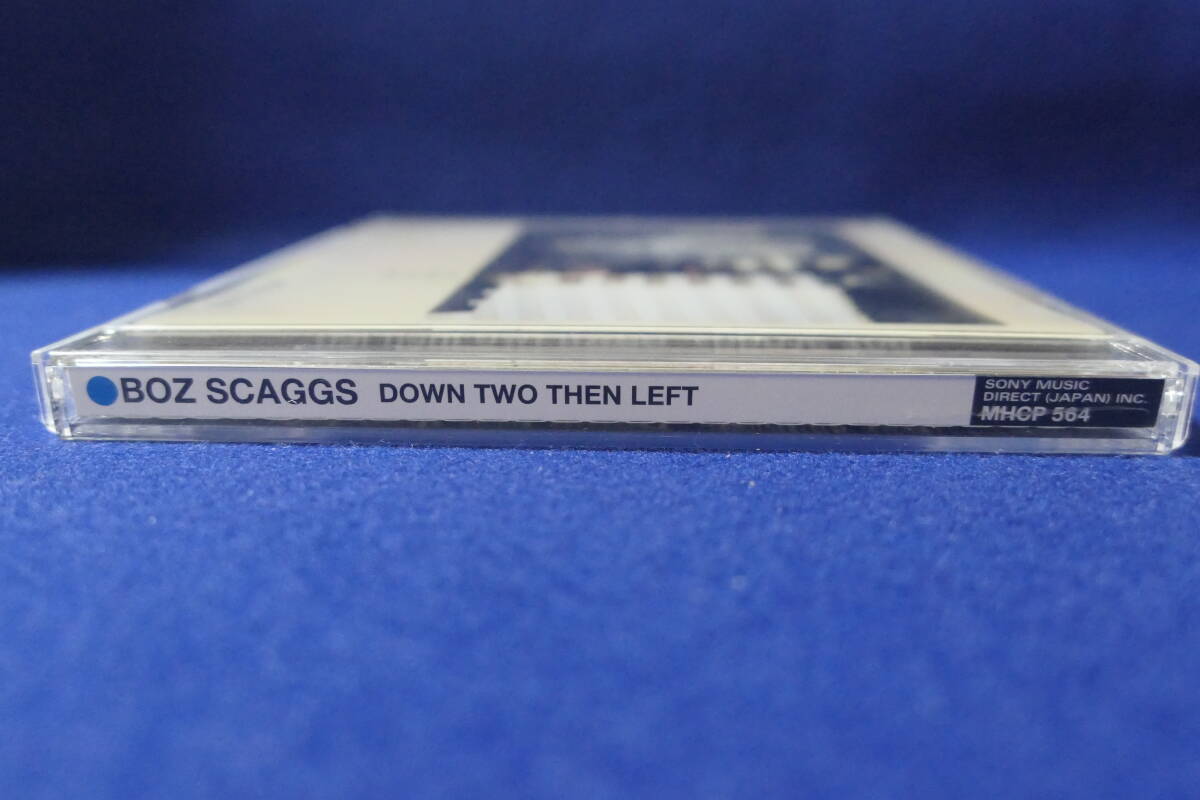 BOZ SCAGGS DOWN TWO THEN LEFT
SONY MUSIC
DIRECT (JAPAN) INC.
MHCP 564